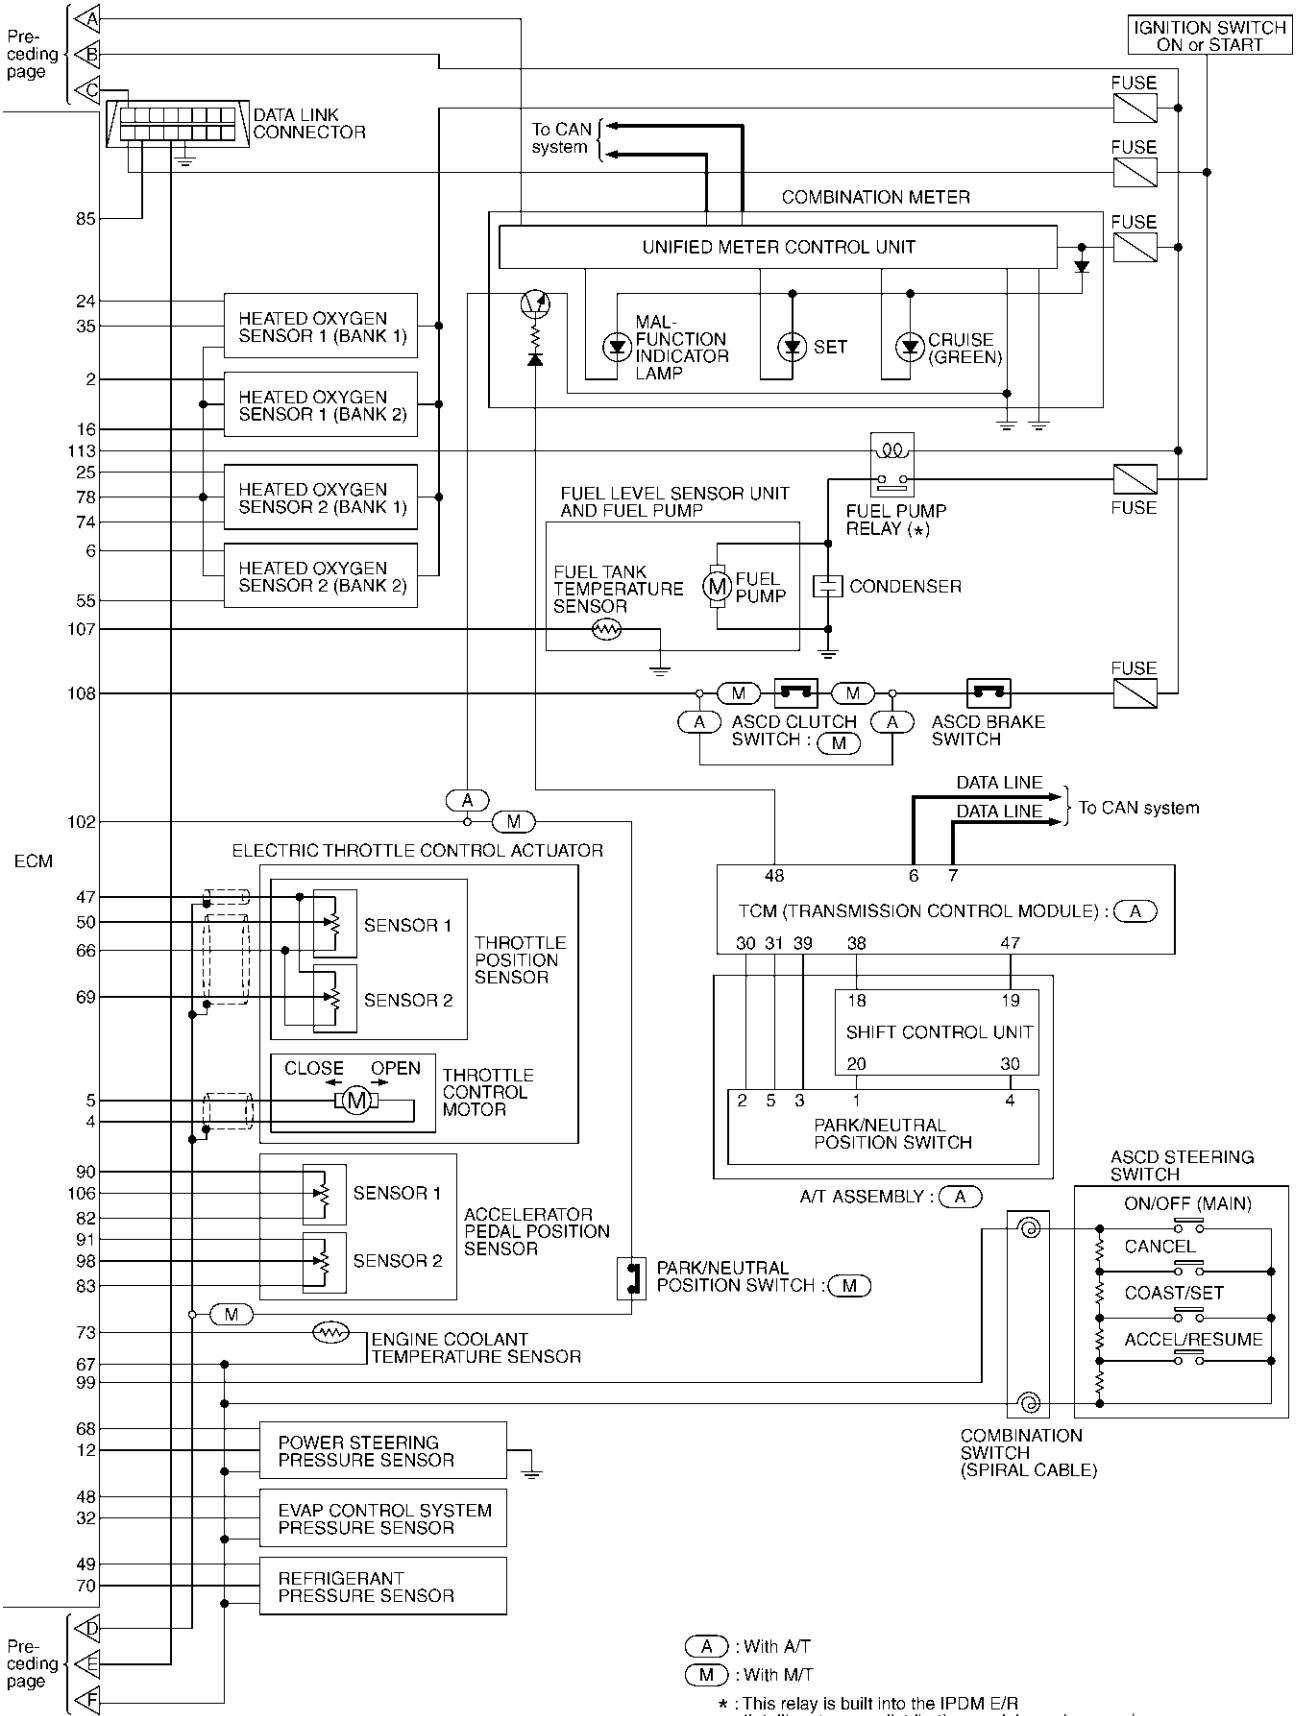 IGNITION SWITCH
ON or START
Pre-
ceding
page
A
B
C
FUSE
DATA LINK
CONNECTOR
To CAN
system
FUSE
COMBINATION METER
85
FUSE
UNIFIED METER CONTROL UNIT
24
35
HEATED OXYGEN
SENSOR 1 (BANK 1)
MAL-
FUNCTION
INDICATOR
LAMP
SET
CRUISE
(GREEN)
2
16
HEATED OXYGEN
SENSOR 1 (BANK 2)
113
25
78
74
HEATED OXYGEN
SENSOR 2 (BANK 1)
FUEL LEVEL SENSOR UNIT
AND FUEL PUMP
FUEL PUMP
RELAY (*)
FUSE
6
55
HEATED OXYGEN
SENSOR 2 (BANK 2)
FUEL TANK
TEMPERATURE
SENSOR
M
FUEL
PUMP
CONDENSER
107
108
M
M
FUSE
A
ASCD CLUTCH
SWITCH : M
A
ASCD BRAKE
SWITCH
DATA LINE
DATA LINE
To CAN system
A
102
M
ECM
ELECTRIC THROTTLE CONTROL ACTUATOR
48 6 7
TCM (TRANSMISSION CONTROL MODULE) : A
30 31 39 38 47
47
50
66
69
SENSOR 1
SENSOR 2
THROTTLE
POSITION
SENSOR
18 19
SHIFT CONTROL UNIT
20 30
CLOSE OPEN
M
THROTTLE
CONTROL
MOTOR
5
4
2 5 3 1 4
PARK/NEUTRAL
POSITION SWITCH
A/T ASSEMBLY : A
90
106
82
91
98
83
SENSOR 1
SENSOR 2
ACCELERATOR
PEDAL POSITION
SENSOR
ASCD STEERING
SWITCH
ON/OFF (MAIN)
CANCEL
COAST/SET
ACCEL/RESUME
PARK/NEUTRAL
POSITION SWITCH : M
M
73
ENGINE COOLANT
TEMPERATURE SENSOR
67
99
COMBINATION
SWITCH
(SPIRAL CABLE)
68
12
POWER STEERING
PRESSURE SENSOR
48
32
EVAP CONTROL SYSTEM
PRESSURE SENSOR
49
70
REFRIGERANT
PRESSURE SENSOR
Pre-
ceding
page
D
E
F
A : With A/T
M : With M/T
* : This relay is built into the IPDM E/R